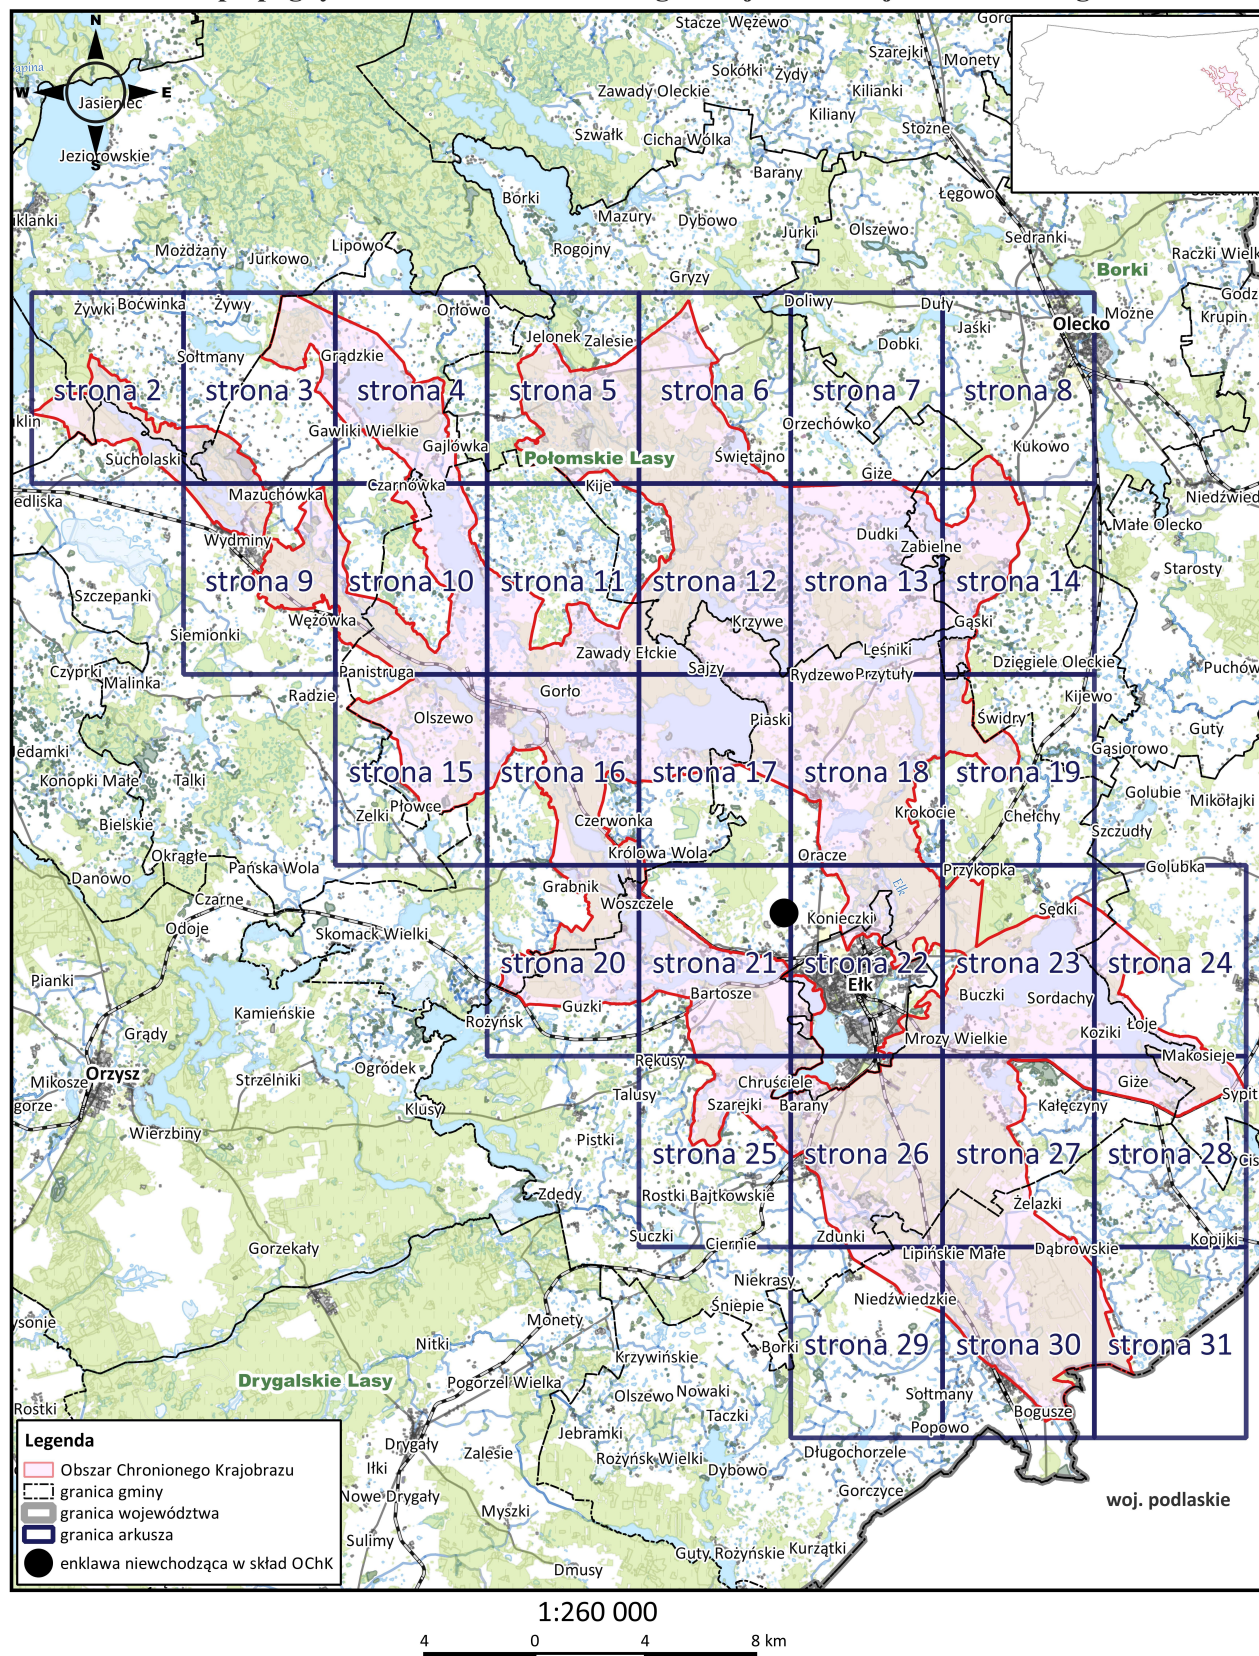 N
Stacze Wężewo
Szarejki
Monety
Sokółki
Żydy
W
E
Jasieniec
Zawady Oleckie
Kilianki
Kiliany
Szwałk
Cicha Wólka
Stożne
S
Jeziorowskie
Barany
Borki
Łęgowo
Mazury
Dybowo
Jurki
Olszewo
Sedranki
Możdżany
Jurkowo
Lipowo
Rogojny
Gryzy
Borki
Żywki
Boćwinka
Żywy
Orłowo
Doliwy
Duły
Możne
Krupin
Olecko
Jaśki
Jelonek
Zalesie
Dobki
Sołtmany
Grądzkie
strona 2
strona 3
strona 4
strona 5
strona 6
strona 7
strona 8
Gawliki Wielkie
Gajlówka
Orzechówko
Kukowo
Sucholaski
Połomskie Lasy
Świętajno
Giże
Czarnówka
Kije
Mazuchówka
Małe Olecko
Wydminy
Dudki
Zabielne
Starosty
strona 9
strona 10
strona 11
strona 12
strona 13
strona 14
Szczepanki
Siemionki
Wężówka
Krzywe
Gąski
Leśniki
Zawady Ełckie
Sajzy
Dzięgiele Oleckie
Czyprki
Malinka
Panistruga
Rydzewo
Przytuły
Radzie
Gorło
Kijewo
Olszewo
Piaski
Świdry
Guty
Gąsiorowo
Konopki Małe
Talki
strona 15
strona 16
strona 17
strona 18
strona 19
Golubie
Mikołajki
Bielskie
Zelki
Płowce
Czerwonka
Krokocie
Chełchy
Szczudły
Okrągłe
Pańska Wola
Królowa Wola
Oracze
Przykopka
Golubka
Danowo
Czarne
Grabnik
Woszczele
Ełk
Konieczki
Sędki
Odoje
Skomack Wielki
strona 20
strona 21
strona 22
strona 23
strona 24
Pianki
Ełk
Guzki
Bartosze
Buczki
Sordachy
Kamieńskie
Rożyńsk
Łoje
Koziki
Grądy
Mrozy Wielkie
Makosieje
Rękusy
Orzysz
Mikosze
Strzelniki
Ogródek
Chruściele
Giże
Talusy
Klusy
Szarejki
Barany
Kałęczyny
Wierzbiny
Pistki
strona 25
strona 26
strona 27
strona 28
Zdedy
Rostki Bajtkowskie
Żelazki
Gorzekały
Suczki
Ciernie
Zdunki
Lipińskie Małe
Dąbrowskie
Kopijki
Niekrasy
Niedźwiedzkie
Śniepie
Monety
Nitki
Krzywińskie
Borki
strona 29
strona 30
strona 31
Drygalskie Lasy
Pogorzel Wielka
Olszewo
Nowaki
Sołtmany
Taczki
Bogusze
Rostki
Jebramki
Popowo
Drygały
Zalesie
Rożyńsk Wielki
Dybowo
Długochorzele
Iłki
Gorczyce
Nowe Drygały
Myszki
woj. podlaskie
Sulimy
Guty Rożyńskie
Kurzątki
Dmusy
Legenda
Obszar Chronionego Krajobrazu
granica gminy
granica województwa
granica arkusza
enklawa niewchodząca w skład OChK
1:260 000
4 0 4 8 km